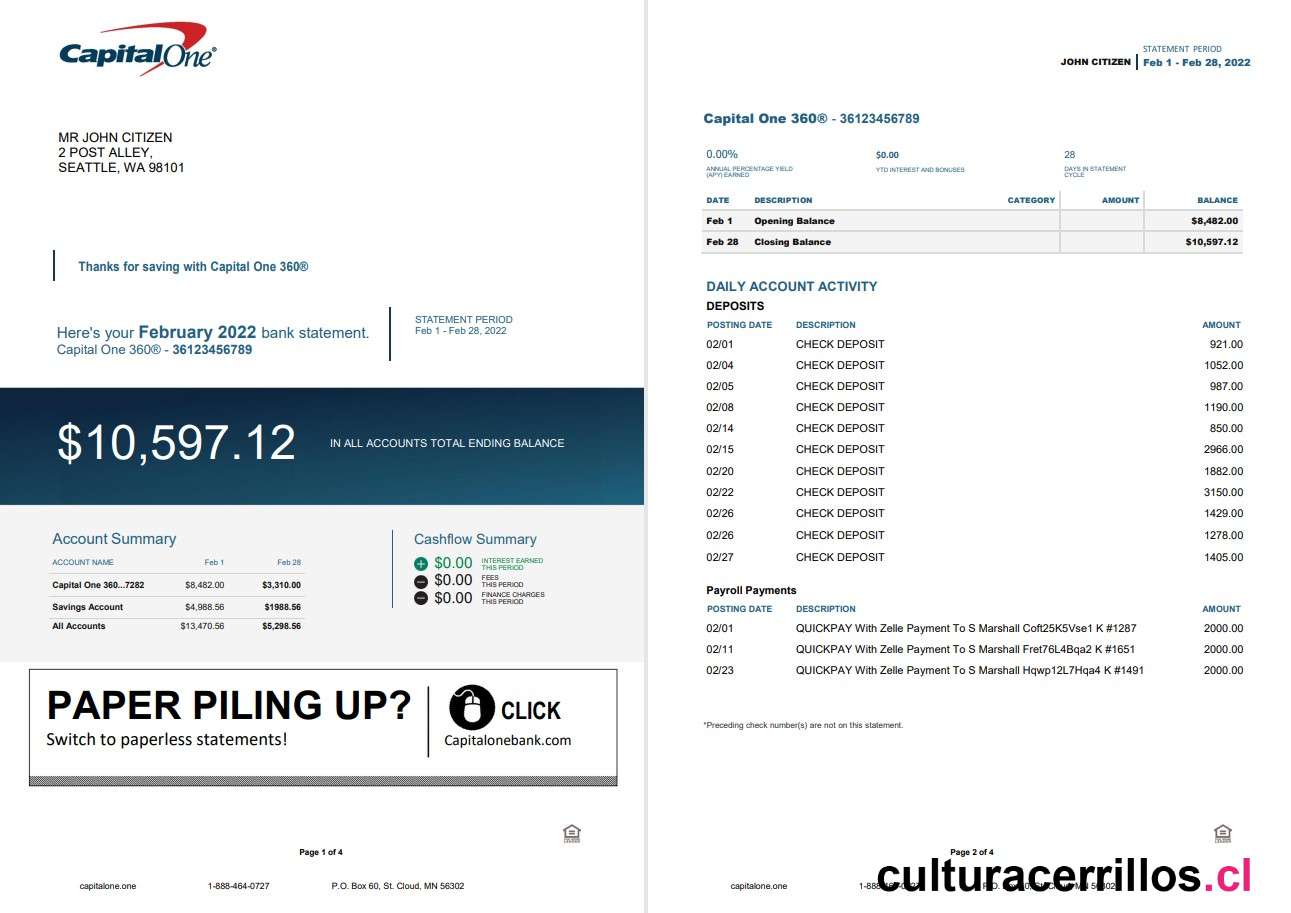 CapitalOne®
MR JOHN CITIZEN
2 POST ALLEY,
SEATTLE, WA 98101
Thanks for saving with Capital One 360®
Here's your February 2022 bank statement.
Capital One 360® - 36123456789
STATEMENT PERIOD
Feb 1 - Feb 28, 2022
$10,597.12 IN ALL ACCOUNTS TOTAL ENDING BALANCE
Account Summary
ACCOUNT NAME Feb 1 Feb 28
Capital One 360...7282 $8,482.00 $3,310.00
Savings Account $4,988.56 $1988.56
All Accounts $13,470.56 $5,298.56
Cashflow Summary
$0.00 INTEREST EARNED
THIS PERIOD
$0.00 FEES
THIS PERIOD
$0.00 FINANCE CHARGES
THIS PERIOD
PAPER PILING UP?
Switch to paperless statements!
CLICK
Capitalonebank.com
Page 1 of 4
capitalone.one 1-888-464-0727 P.O. Box 60, St. Cloud, MN 56302
STATEMENT PERIOD
JOHN CITIZEN Feb 1 - Feb 28, 2022
Capital One 360® - 36123456789
0.00% $0.00 28
ANNUAL PERCENTAGE YIELD YTD INTEREST AND BONUSES DAYS IN STATEMENT
(APY) EARNED CYCLE
DATE DESCRIPTION CATEGORY AMOUNT BALANCE
Feb 1 Opening Balance $8,482.00
Feb 28 Closing Balance $10,597.12
DAILY ACCOUNT ACTIVITY
DEPOSITS
POSTING DATE DESCRIPTION AMOUNT
02/01 CHECK DEPOSIT 921.00
02/04 CHECK DEPOSIT 1052.00
02/05 CHECK DEPOSIT 987.00
02/08 CHECK DEPOSIT 1190.00
02/14 CHECK DEPOSIT 850.00
02/15 CHECK DEPOSIT 2966.00
02/20 CHECK DEPOSIT 1882.00
02/22 CHECK DEPOSIT 3150.00
02/26 CHECK DEPOSIT 1429.00
02/26 CHECK DEPOSIT 1278.00
02/27 CHECK DEPOSIT 1405.00
Payroll Payments
POSTING DATE DESCRIPTION AMOUNT
02/01 QUICKPAY With Zelle Payment To S Marshall Coft25K5Vse1 K #1287 2000.00
02/11 QUICKPAY With Zelle Payment To S Marshall Fret76L4Bqa2 K #1651 2000.00
02/23 QUICKPAY With Zelle Payment To S Marshall Hqwp12L7Hqa4 K #1491 2000.00
*Preceding check number(s) are not on this statement.
Page 2 of 4
capitalone.one
culturacerrillos.cl